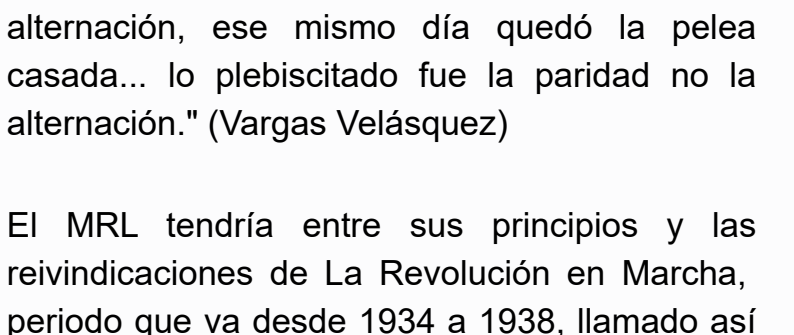 alternación, ese mismo día quedó la pelea
casada... lo plebiscitado fue la paridad no la
alternación." (Vargas Velásquez)
El MRL tendría entre sus principios y las
reivindicaciones de La Revolución en Marcha,
periodo que va desde 1934 a 1938, llamado así